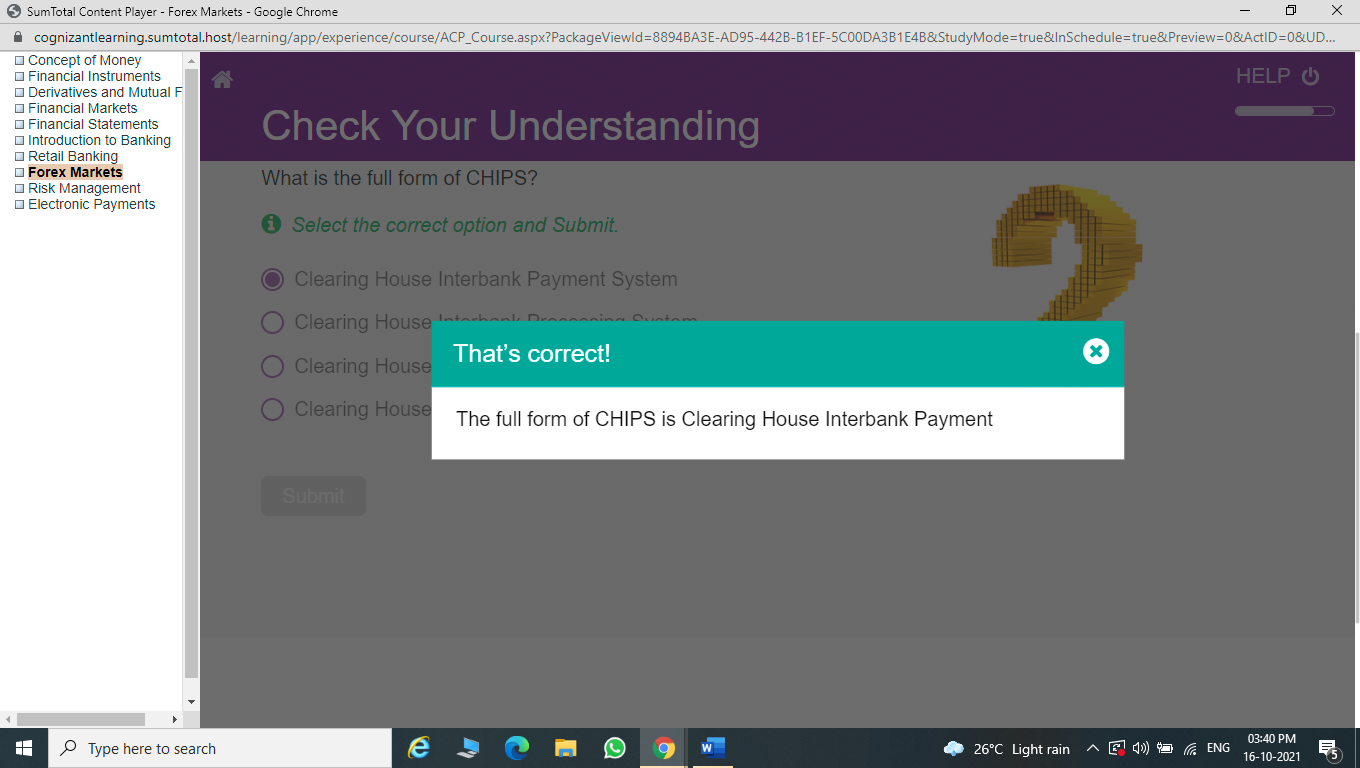 SumTotal Content Player - Forex Markets - Google Chrome
cognizantlearning.sumtotal.host/learning/app/experience/course/ACP_Course.aspx?PackageViewId=8894BA3E-AD95-442B-B1EF-5C00DA3B1E4B&StudyMode=true&InSchedule=true&Preview=0&ActID=0&UD...
Concept of Money
Financial Instruments
Derivatives and Mutual F
Financial Markets
Financial Statements
Introduction to Banking
Retail Banking
Forex Markets
Risk Management
Electronic Payments
HELP
Check Your Understanding
What is the full form of CHIPS?
Select the correct option and Submit.
Clearing House Interbank Payment System
Clearing House Interbank Processing System
Clearing House
Clearing House
That's correct!
The full form of CHIPS is Clearing House Interbank Payment
Submit
Type here to search
26°C Light rain
ENG
03:40 PM
16-10-2021
5